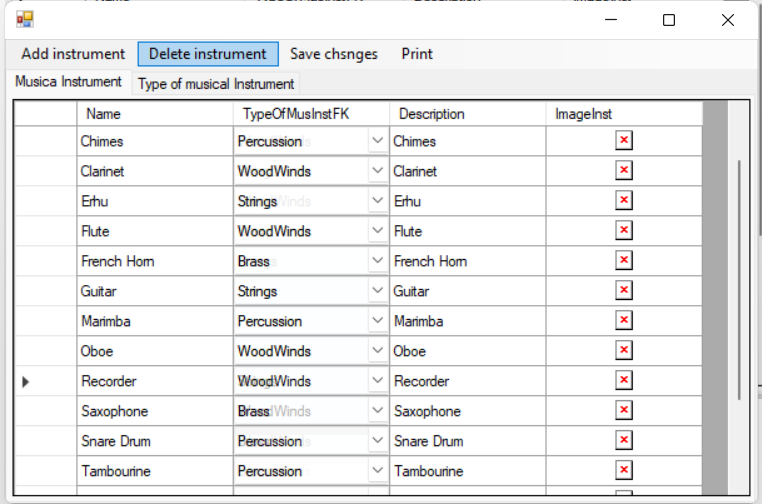 Add instrument Delete instrument Save chsnges Print
Musica Instrument Type of musical Instrument
Name TypeOfMusInstFK Description ImageInst
Chimes Percussion Chimes
Clarinet WoodWinds Clarinet
Erhu Strings Erhu
Flute WoodWinds Flute
French Horn Brass French Horn
Guitar Strings Guitar
Marimba Percussion Marimba
Oboe WoodWinds Oboe
Recorder WoodWinds Recorder
Saxophone Brass Saxophone
Snare Drum Percussion Snare Drum
Tambourine Percussion Tambourine